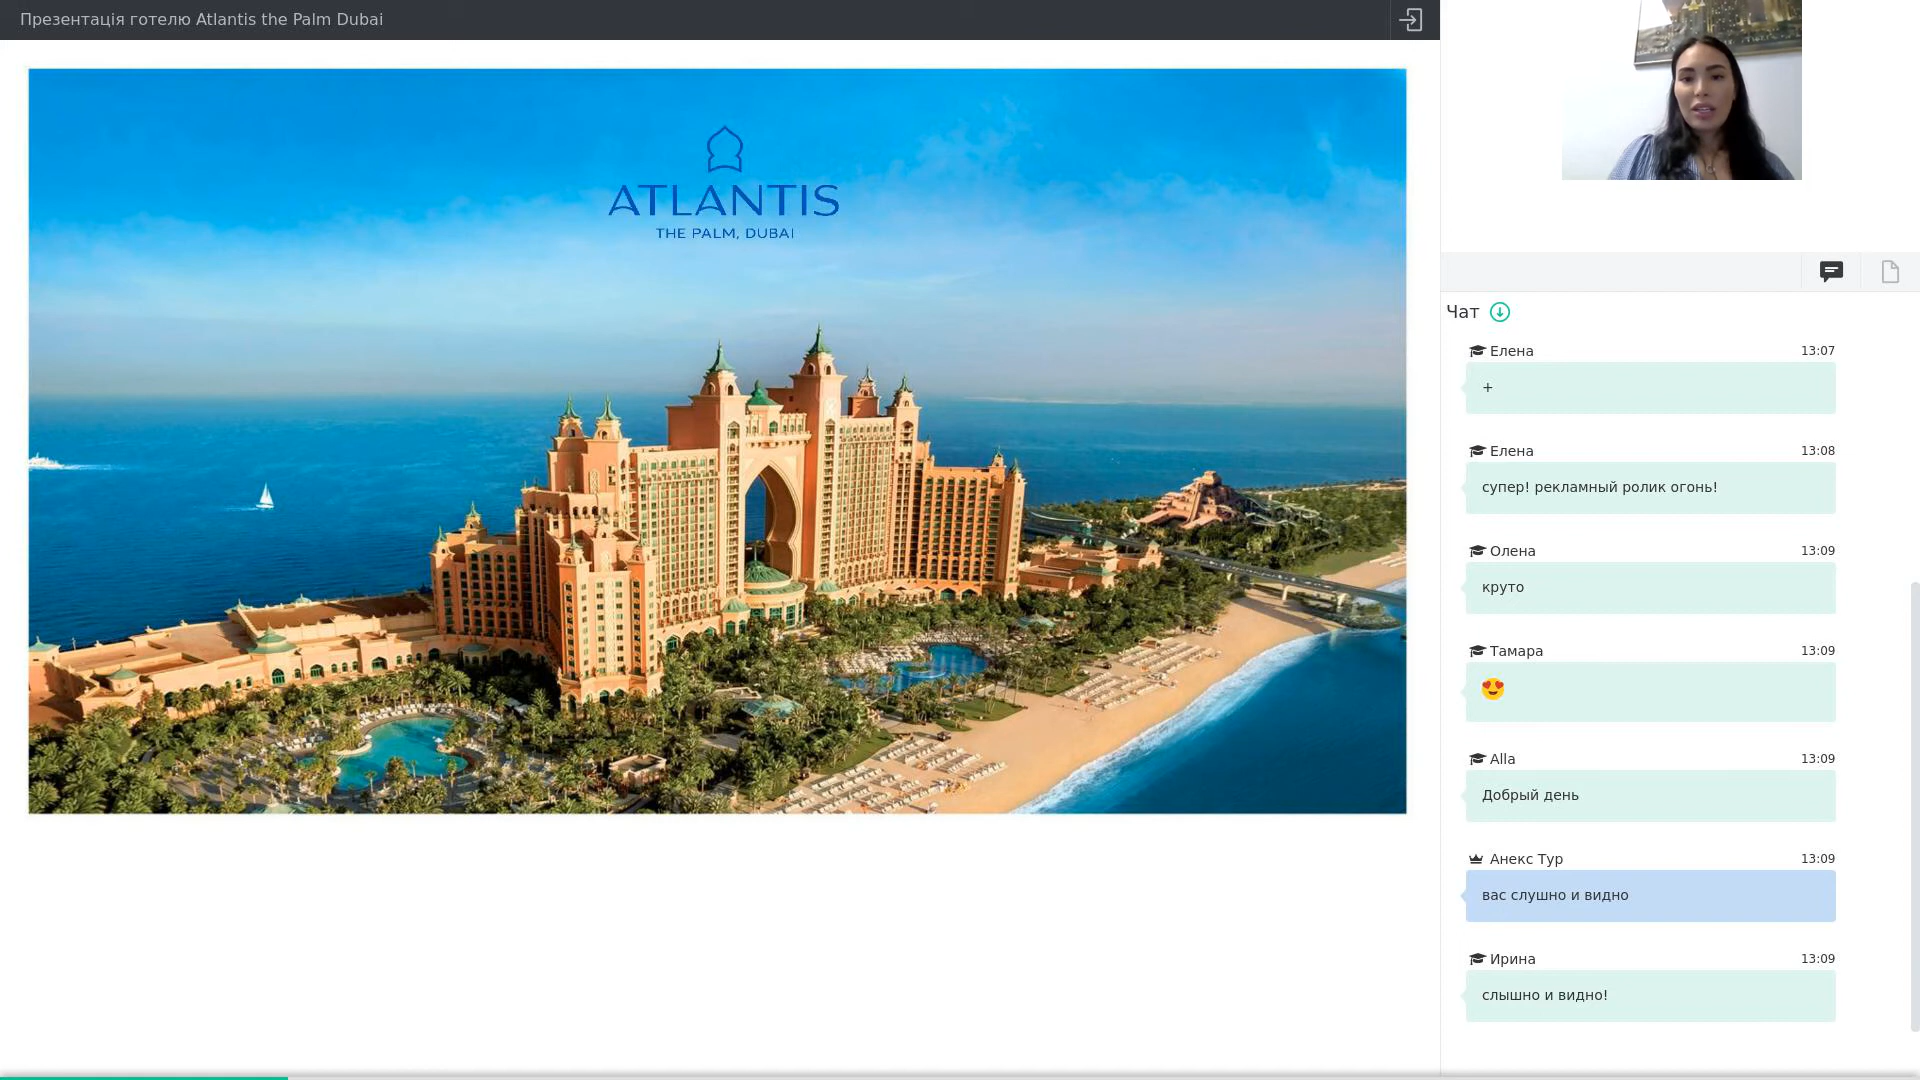 Презентація готелю Atlantis the Palm Dubai
ATLANTIS
THE PALM, DUBAI
Чат
Елена 13:07
+
Елена 13:08
супер! рекламный ролик огонь!
Олена 13:09
круто
Тамара 13:09
Alla 13:09
Добрый день
Анекс Тур 13:09
вас слушно и видно
Ирина 13:09
слышно и видно!